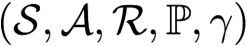 (𝒮, 𝒜, ℛ, ℙ, γ)